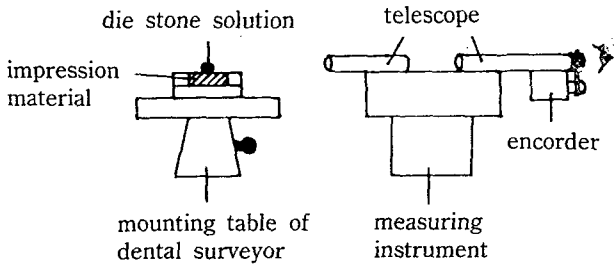 die stone solution
telescope
impression
material
encorder
mounting table of
dental surveyor
measuring
instrument